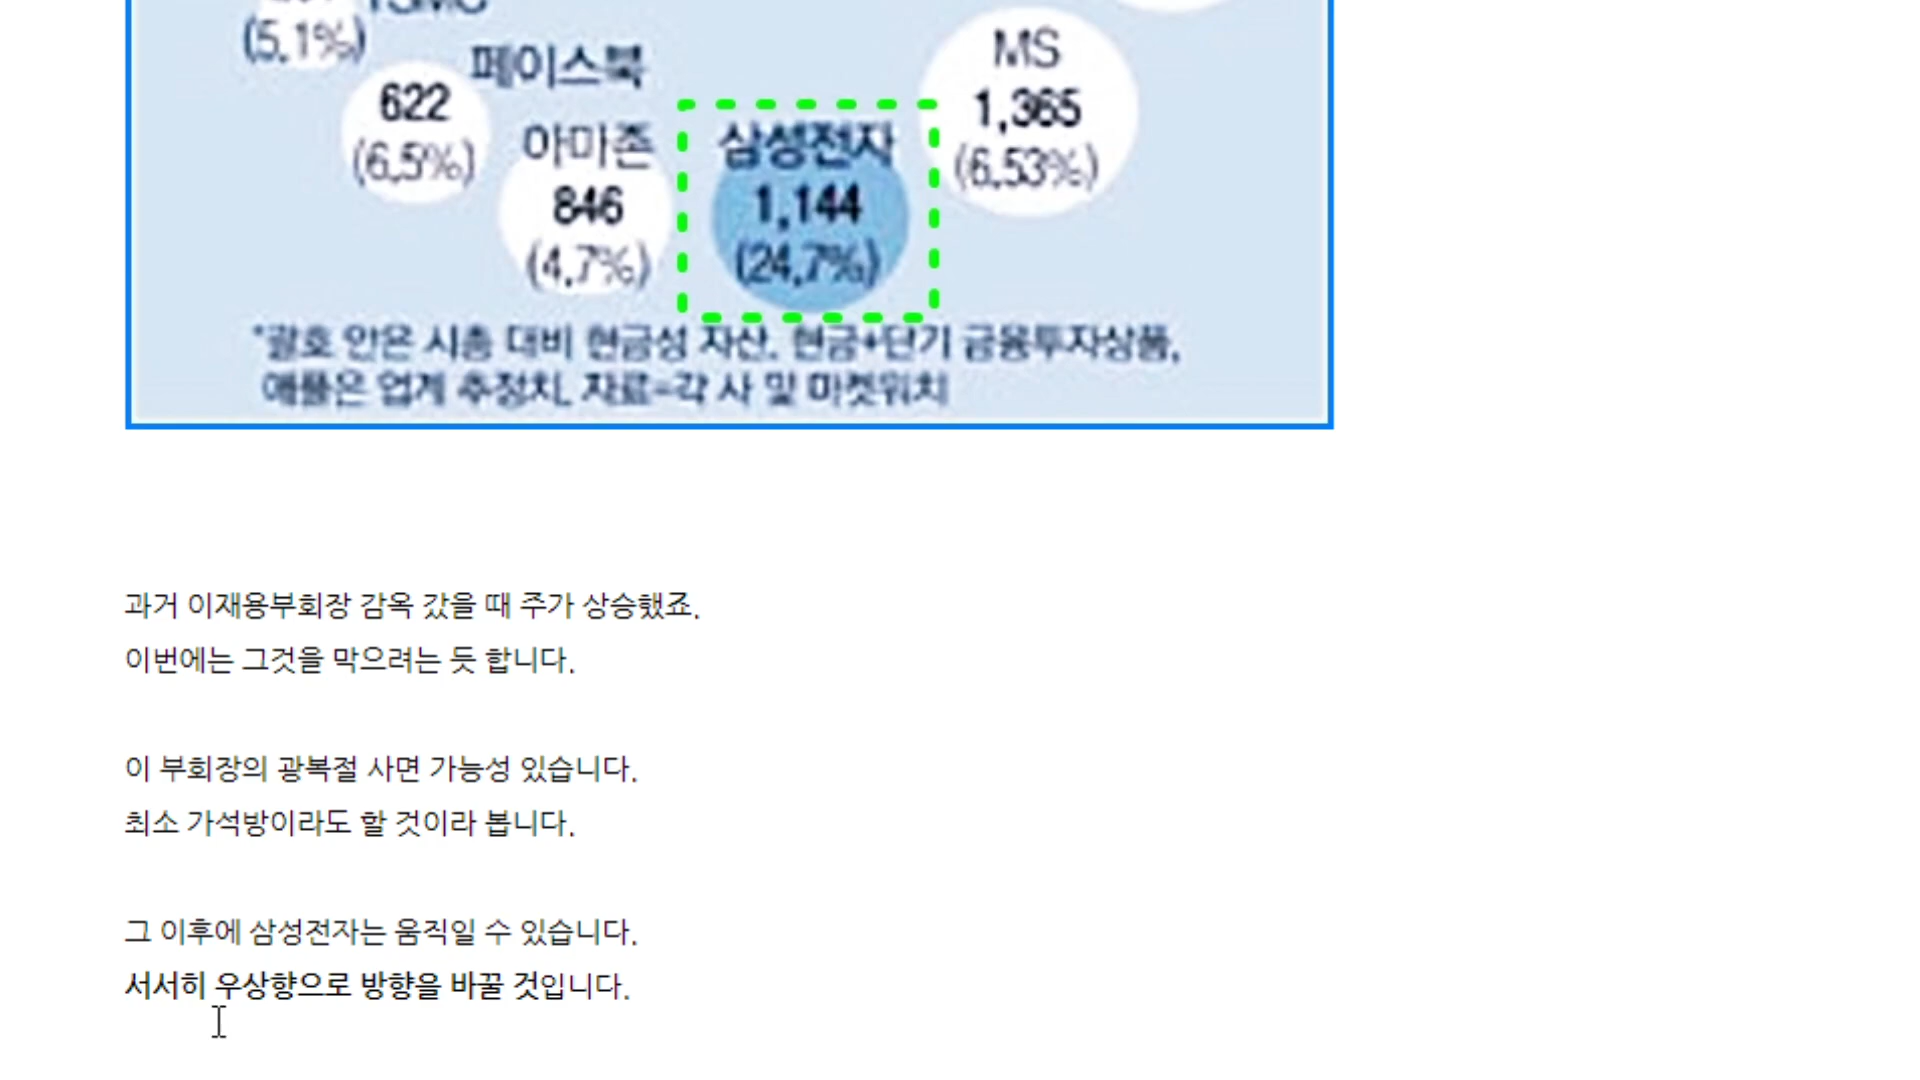 TSMC
(5.1%)
페이스북
622
(6.5%)
아마존
846
(4.7%)
삼성전자
1,144
(24.7%)
MS
1,365
(6.53%)
*괄호 안은 시총 대비 현금성 자산. 현금+단기 금융투자상품,
애플은 업계 추정치. 자료=각 사 및 마켓워치
과거 이재용부회장 감옥 갔을 때 주가 상승했죠.
이번에는 그것을 막으려는 듯 합니다.
이 부회장의 광복절 사면 가능성 있습니다.
최소 가석방이라도 할 것이라 봅니다.
그 이후에 삼성전자는 움직일 수 있습니다.
서서히 우상향으로 방향을 바꿀 것입니다.